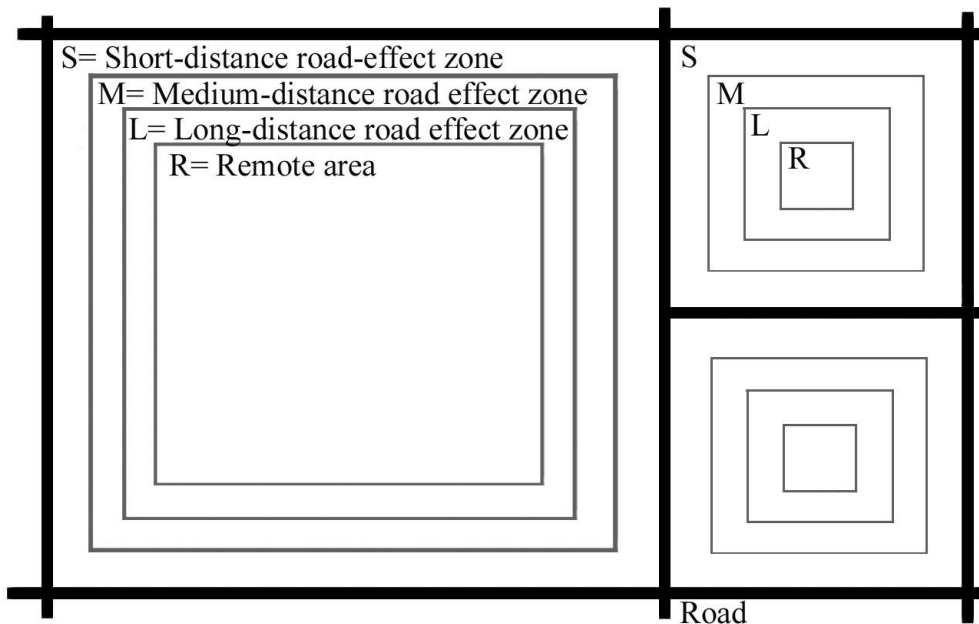 S= Short-distance road-effect zone
M= Medium-distance road effect zone
L= Long-distance road effect zone
R= Remote area
S
M
L
R
Road